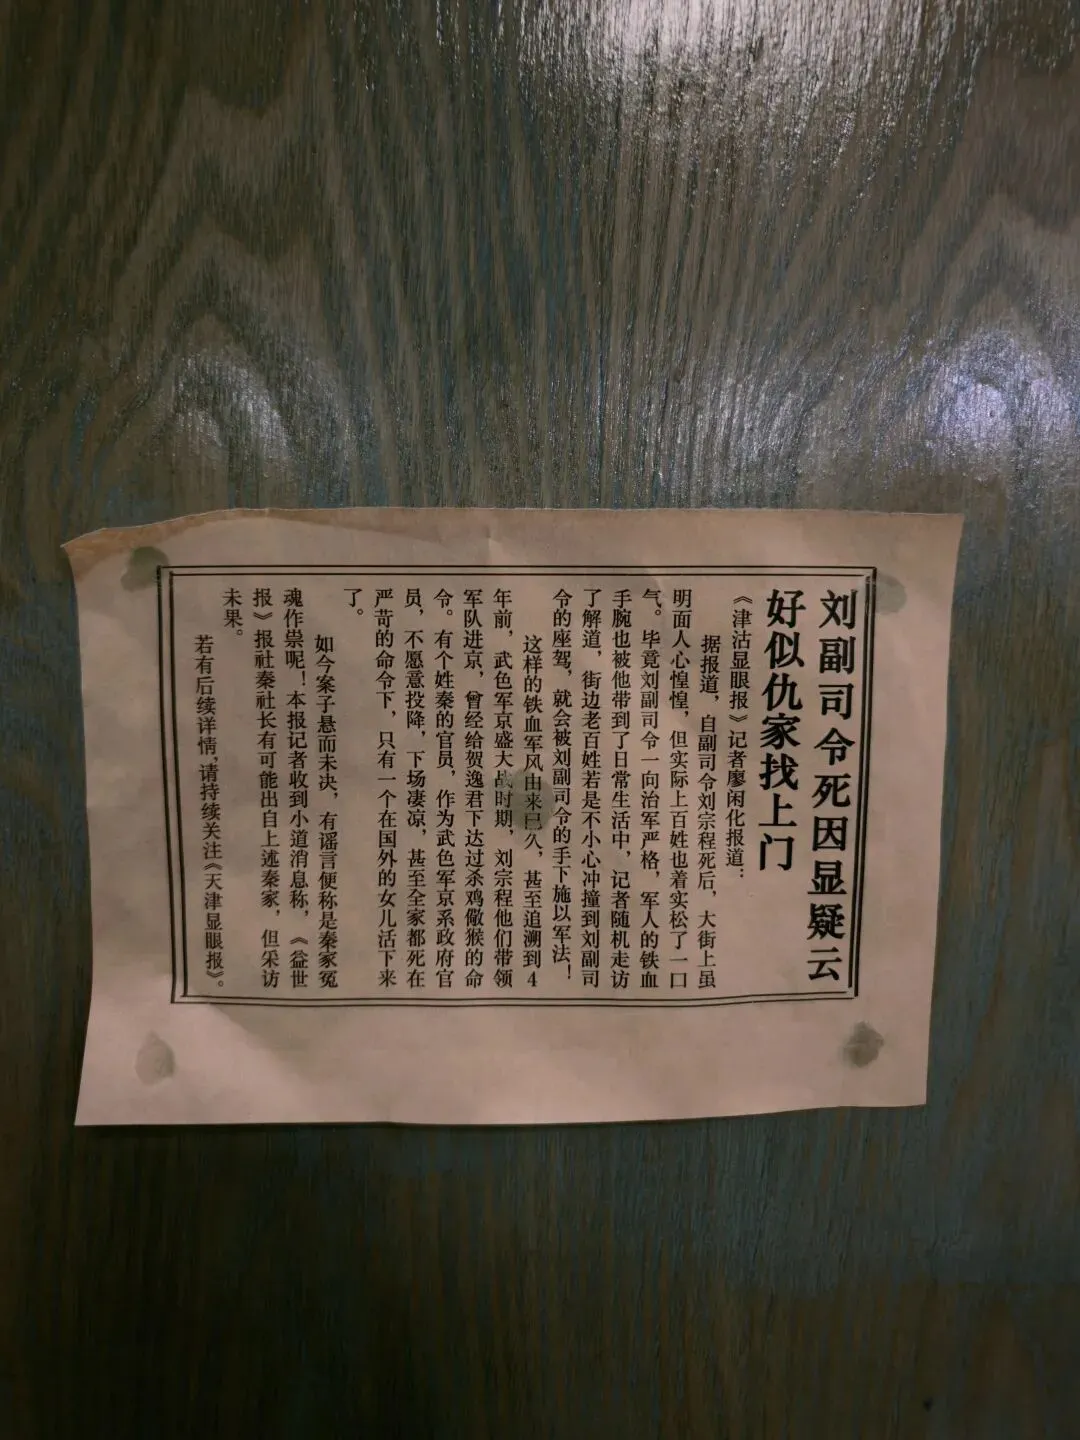 刘副司令死因显疑云
好似仇家找上门
《津沽显眼报》记者廖闲化报道：
据报道，自副司令刘宗程死后，大街上虽
明面人心惶惶，但实际上百姓也着实松了一口
气。毕竟刘副司令一向治军严格，军人的铁血
手腕也被他带到了日常生活中，记者随机走访
了解道，街边老百姓若是不小心冲撞到刘副司
令的座驾，就会被刘副司令的手下施以军法！
这样的铁血军风由来已久，甚至追溯到4
年前，武色军京盛大战时期，刘宗程他们带领
军队进京，曾经给贺逸君下达过杀鸡儆猴的命
令。有个姓秦的官员，作为武色军京系政府官
员，不愿意投降，下场凄凉，甚至全家都死在
严苛的命令下，只有一个在国外的女儿活下来
了。
如今案子悬而未决，有谣言便称是秦家冤
魂作祟呢！本报记者收到小道消息称，《益世
报》报社秦社长有可能出自上述秦家，但采访
未果。
若有后续详情，请持续关注《天津显眼报》。